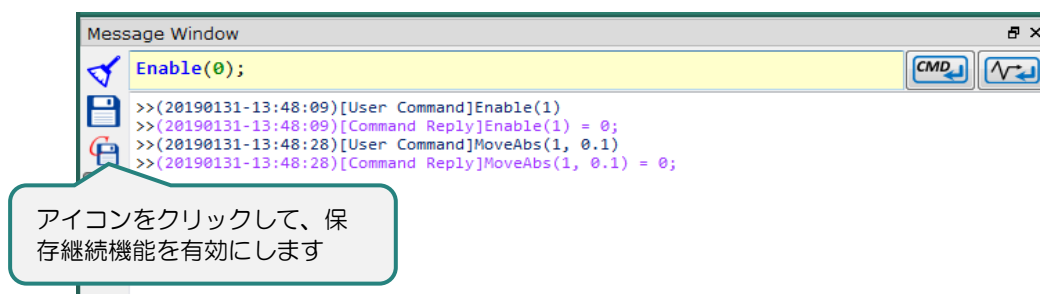 Message Window
Enable(0);
CMD
>>(20190131-13:48:09)[User Command]Enable(1)
>>(20190131-13:48:09)[Command Reply]Enable(1) = 0;
>>(20190131-13:48:28)[User Command]MoveAbs(1, 0.1)
>>(20190131-13:48:28)[Command Reply]MoveAbs(1, 0.1) = 0;
アイコンをクリックして、保
存継続機能を有効にします